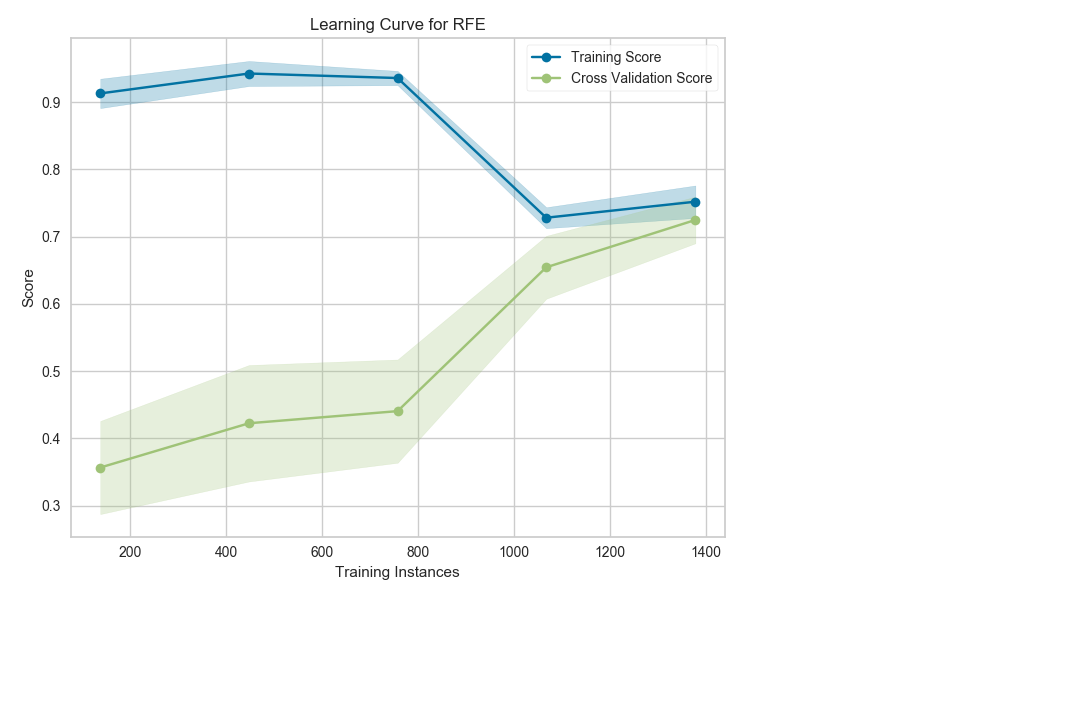 Learning Curve for RFE
Training Score
Cross Validation Score
0.9
0.8
0.7
0.6
0.5
0.4
0.3
Score
200 400 600 800 1000 1200 1400
Training Instances